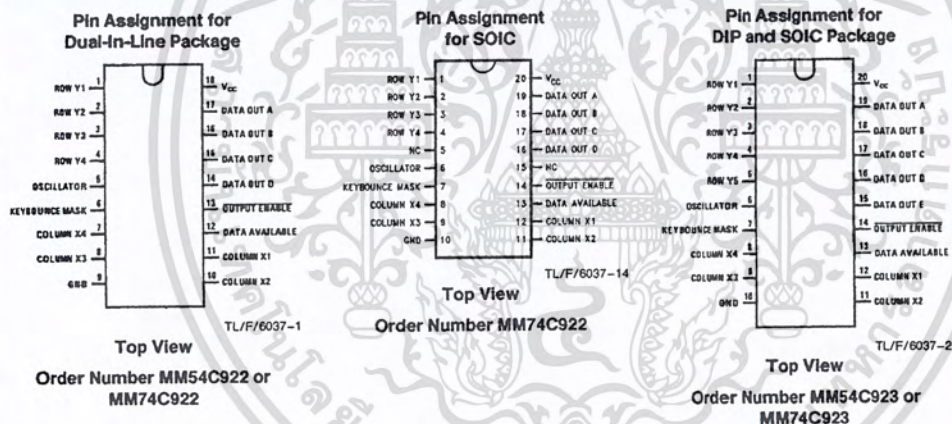 Pin Assignment for
Dual-In-Line Package
ROW Y1 1
ROW Y2 2
ROW Y3 3
ROW Y4 4
OSCILLATOR 5
KEYBOUNCE MASK 6
COLUMN X4 7
COLUMN X3 8
GND 9
18 VCC
17 DATA OUT A
16 DATA OUT B
15 DATA OUT C
14 DATA OUT D
13 OUTPUT ENABLE
12 DATA AVAILABLE
11 COLUMN X1
10 COLUMN X2
TL/F/6037-1
Top View
Order Number MM54C922 or
MM74C922
Pin Assignment
for SOIC
ROW Y1 1
ROW Y2 2
ROW Y3 3
ROW Y4 4
NC 5
OSCILLATOR 6
KEYBOUNCE MASK 7
COLUMN X4 8
COLUMN X3 9
GND 10
20 VCC
19 DATA OUT A
18 DATA OUT B
17 DATA OUT C
16 DATA OUT D
15 NC
14 OUTPUT ENABLE
13 DATA AVAILABLE
12 COLUMN X1
11 COLUMN X2
TL/F/6037-14
Top View
Order Number MM74C922
Pin Assignment for
DIP and SOIC Package
ROW Y1 1
ROW Y2 2
ROW Y3 3
ROW Y4 4
ROW Y5 5
OSCILLATOR 6
KEYBOUNCE MASK 7
COLUMN X4 8
COLUMN X3 9
GND 10
20 VCC
19 DATA OUT A
18 DATA OUT B
17 DATA OUT C
16 DATA OUT D
15 DATA OUT E
14 OUTPUT ENABLE
13 DATA AVAILABLE
12 COLUMN X1
11 COLUMN X2
TL/F/6037-2
Top View
Order Number MM54C923 or
MM74C923